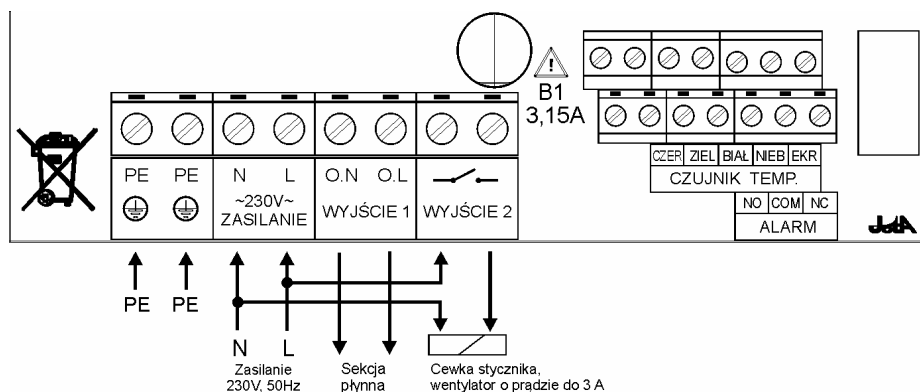 B1
3,15A
CZER ZIEL BIAŁ NIEB EKR
CZUJNIK TEMP.
NO COM NC
ALARM
PE PE N L O.N O.L
~230V~
ZASILANIE
WYJŚCIE 1
WYJŚCIE 2
PE PE
N L
Zasilanie
230V, 50Hz
Sekcja
płynna
Cewka stycznika,
wentylator o prądzie do 3 A